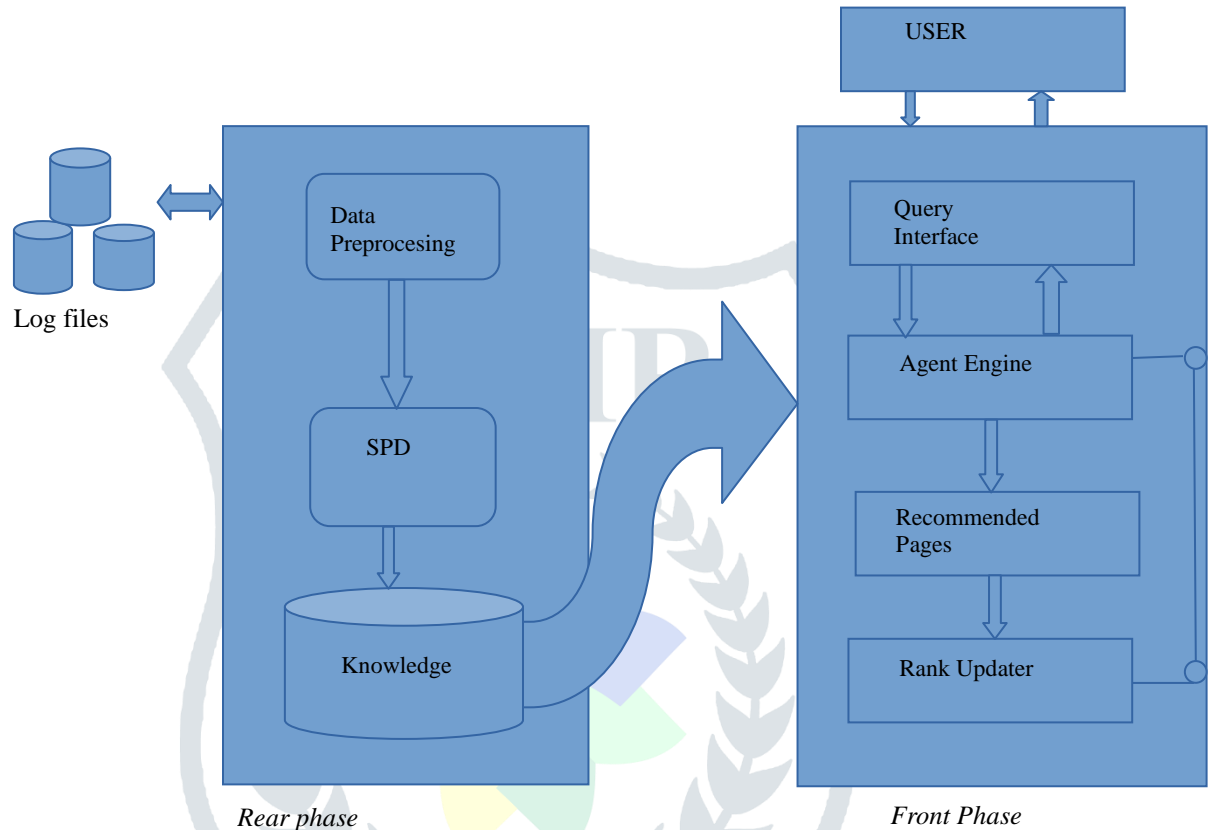 USER
Log files
Data
Preprocesing
SPD
Knowledge
Rear phase
Query
Interface
Agent Engine
Recommended
Pages
Rank Updater
Front Phase